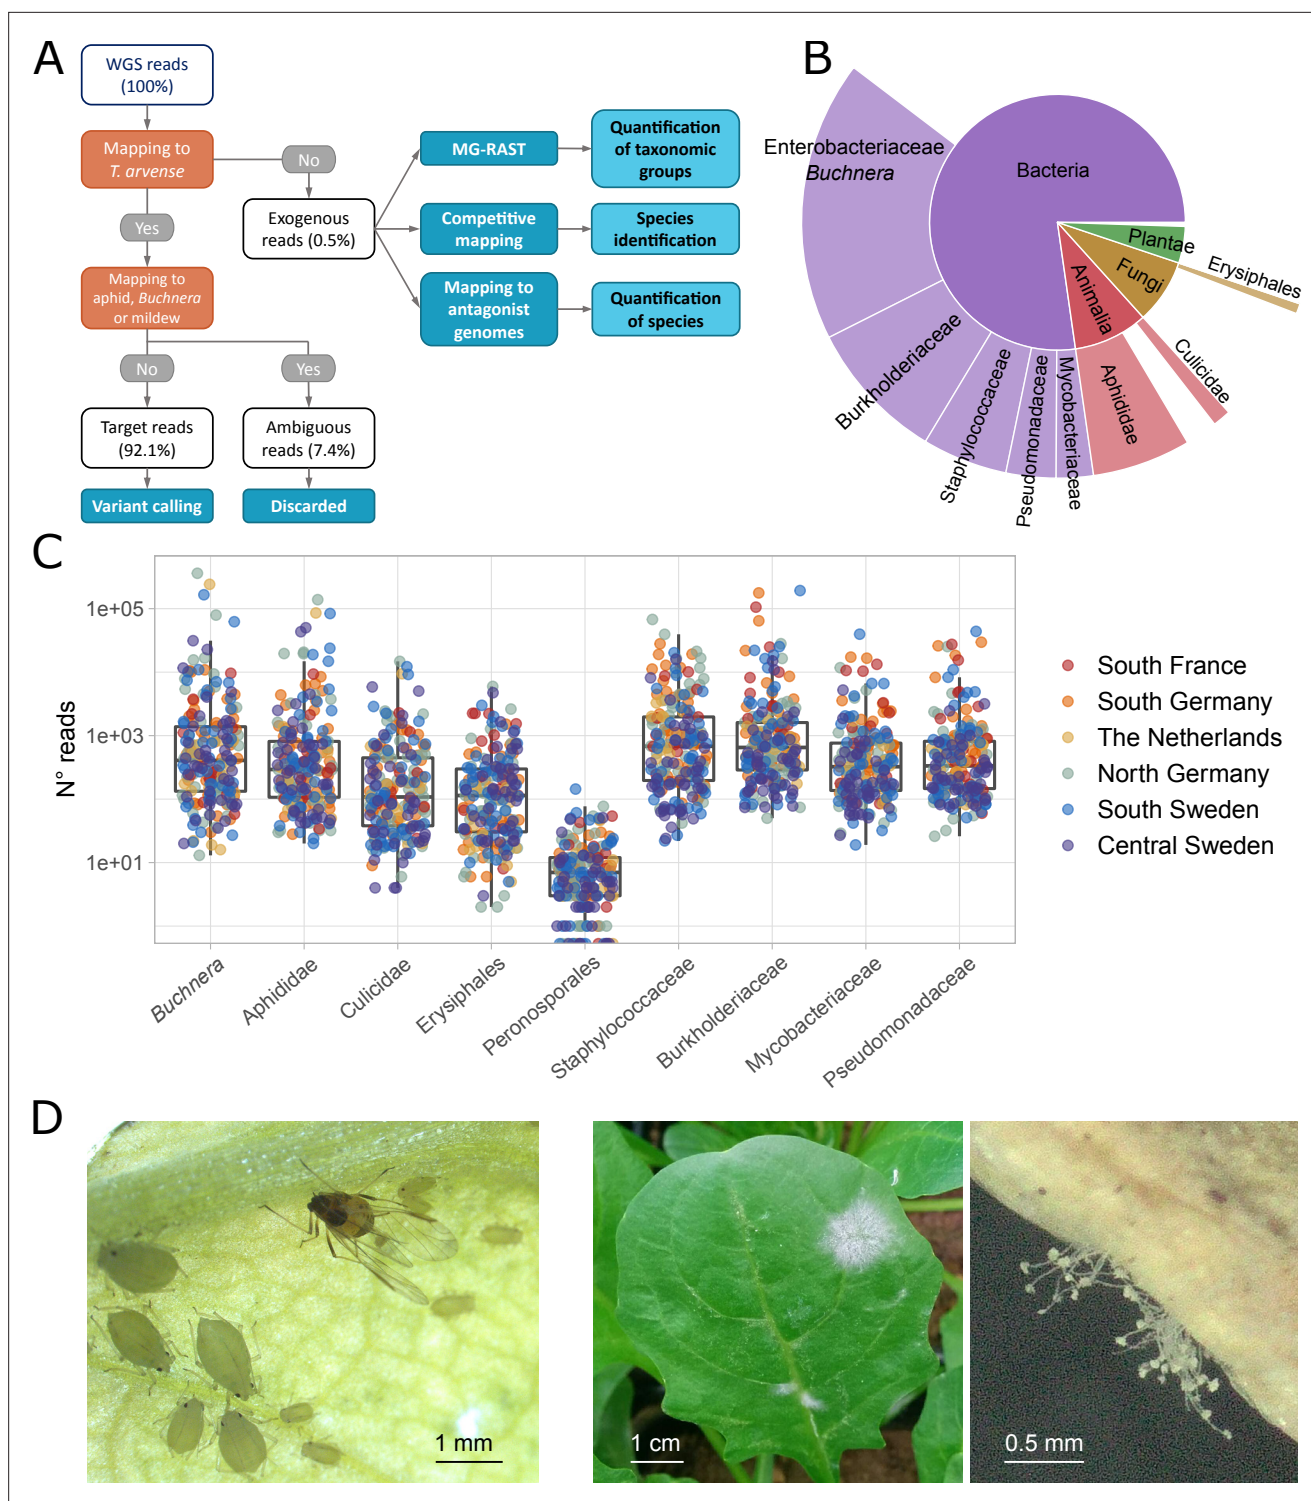 A
WGS reads
(100%)
Mapping to
T. arvense
No
Yes
Exogenous
reads (0.5%)
Mapping to
aphid, Buchnera
or mildew
No
Yes
Target reads
(92.1%)
Ambiguous
reads (7.4%)
Variant calling
Discarded
MG-RAST
Quantification
of taxonomic
groups
Competitive
mapping
Species
identification
Mapping to
antagonist
genomes
Quantification
of species
B
Enterobacteriaceae
Buchnera
Bacteria
Plantae
Fungi
Animalia
Erysiphales
Culicidae
Aphididae
Mycobacteriaceae
Pseudomonadaceae
Staphylococcaceae
Burkholderiaceae
C
N° reads
1e+05
1e+03
1e+01
Buchnera
Aphididae
Culicidae
Erysiphales
Peronosporales
Staphylococcaceae
Burkholderiaceae
Mycobacteriaceae
Pseudomonadaceae
South France
South Germany
The Netherlands
North Germany
South Sweden
Central Sweden
D
1 mm
1 cm
0.5 mm